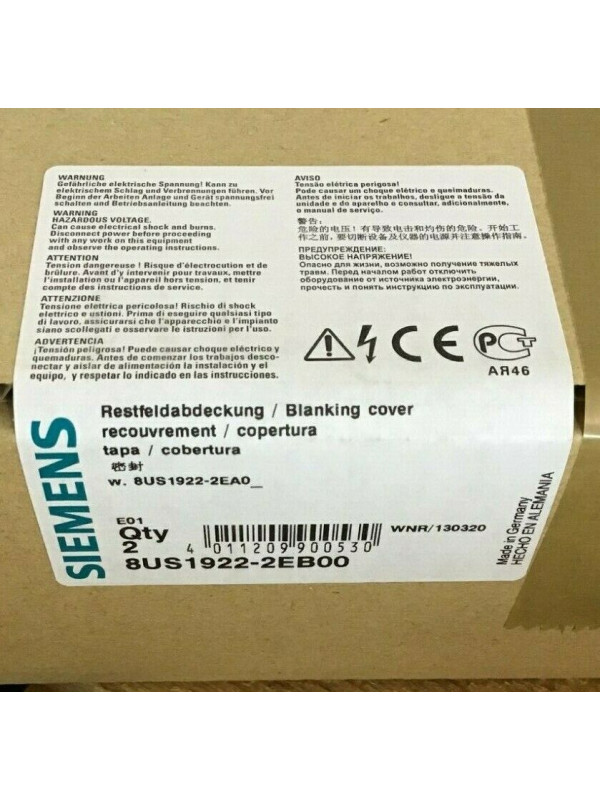 WARNUNG
Gefährliche elektrische Spannung! Kann zu
elektrischem Schlag und Verbrennungen führen. Vor
Beginn der Arbeiten Anlage und Gerät spannungsfrei
schalten und Betriebsanleitung beachten.
WARNING
HAZARDOUS VOLTAGE.
Can cause electrical shock and burns.
Disconnect power before proceeding
with any work on this equipment
and observe the operating instructions.
ATTENTION
Tension dangereuse ! Risque d'électrocution et de
brûlure. Avant d'y intervenir pour travaux, mettre
l'installation ou l'appareil hors tension, et tenir
compte des instructions de service.
ATTENZIONE
Tensione elettrica pericolosa! Rischio di shock
elettrico e ustioni. Prima di eseguire qualsiasi tipo
di lavoro, assicurarsi che l'apparecchio e l'impianto
siano scollegati e osservare le istruzioni per l'uso.
ADVERTENCIA
¡Tensión peligrosa! Puede causar choque eléctrico y
quemaduras. Antes de comenzar los trabajos desco-
nectar y aislar de alimentación la instalación y el
equipo, y respetar lo indicado en las instrucciones.
AVISO
Tensão elétrica perigosa!
Pode causar um choque elétrico o queimaduras.
Antes de iniciar os trabalhos, desligue a tensão da
unidade e do aparelho e consultar, adicionalmente,
o manual de serviço.
警告:
危险的电压! 有导致电击和灼伤的危险。开始工
作之前, 要切断设备及仪器的电源并注意操作指南。
ПРЕДУПРЕЖДЕНИЕ:
ВЫСОКОЕ НАПРЯЖЕНИЕ!
Опасно для жизни, возможно получение тяжелых
травм. Перед началом работ отключить
оборудование от источника электроэнергии,
прочесть и понять инструкцию по эксплуатации.
CE
АЯ46
SIEMENS
Restfeldabdeckung / Blanking cover
recouvrement / copertura
tapa / cobertura
密封
w. 8US1922-2EA0_
E01
Qty
2
4 011209 900530
WNR/130320
8US1922-2EB00
Made in Germany
HECHO EN ALEMANIA